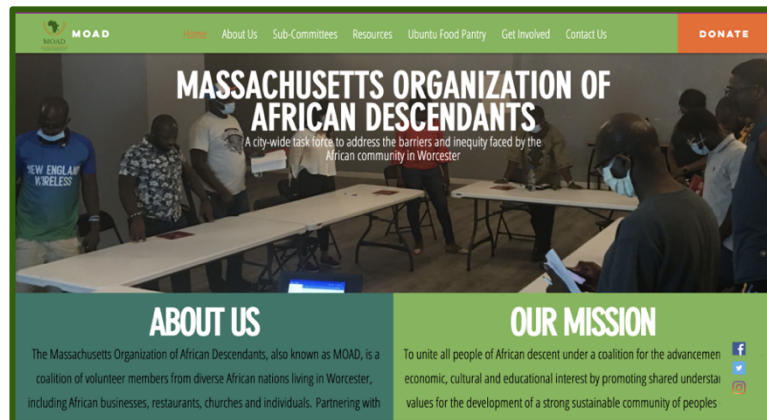 MOAD
MOAD
Home
About Us
Sub-Committees
Resources
Ubuntu Food Pantry
Get Involved
Contact Us
DONATE
MASSACHUSETTS ORGANIZATION OF
AFRICAN DESCENDANTS
A city-wide task force to address the barriers and inequity faced by the
African community in Worcester
NEW ENGLAND
WIRELESS
ABOUT US
The Massachusetts Organization of African Descendants, also known as MOAD, is a
coalition of volunteer members from diverse African nations living in Worcester,
including African businesses, restaurants, churches and individuals. Partnering with
OUR MISSION
To unite all people of African descent under a coalition for the advancemen
economic, cultural and educational interest by promoting shared understa
values for the development of a strong sustainable community of peoples